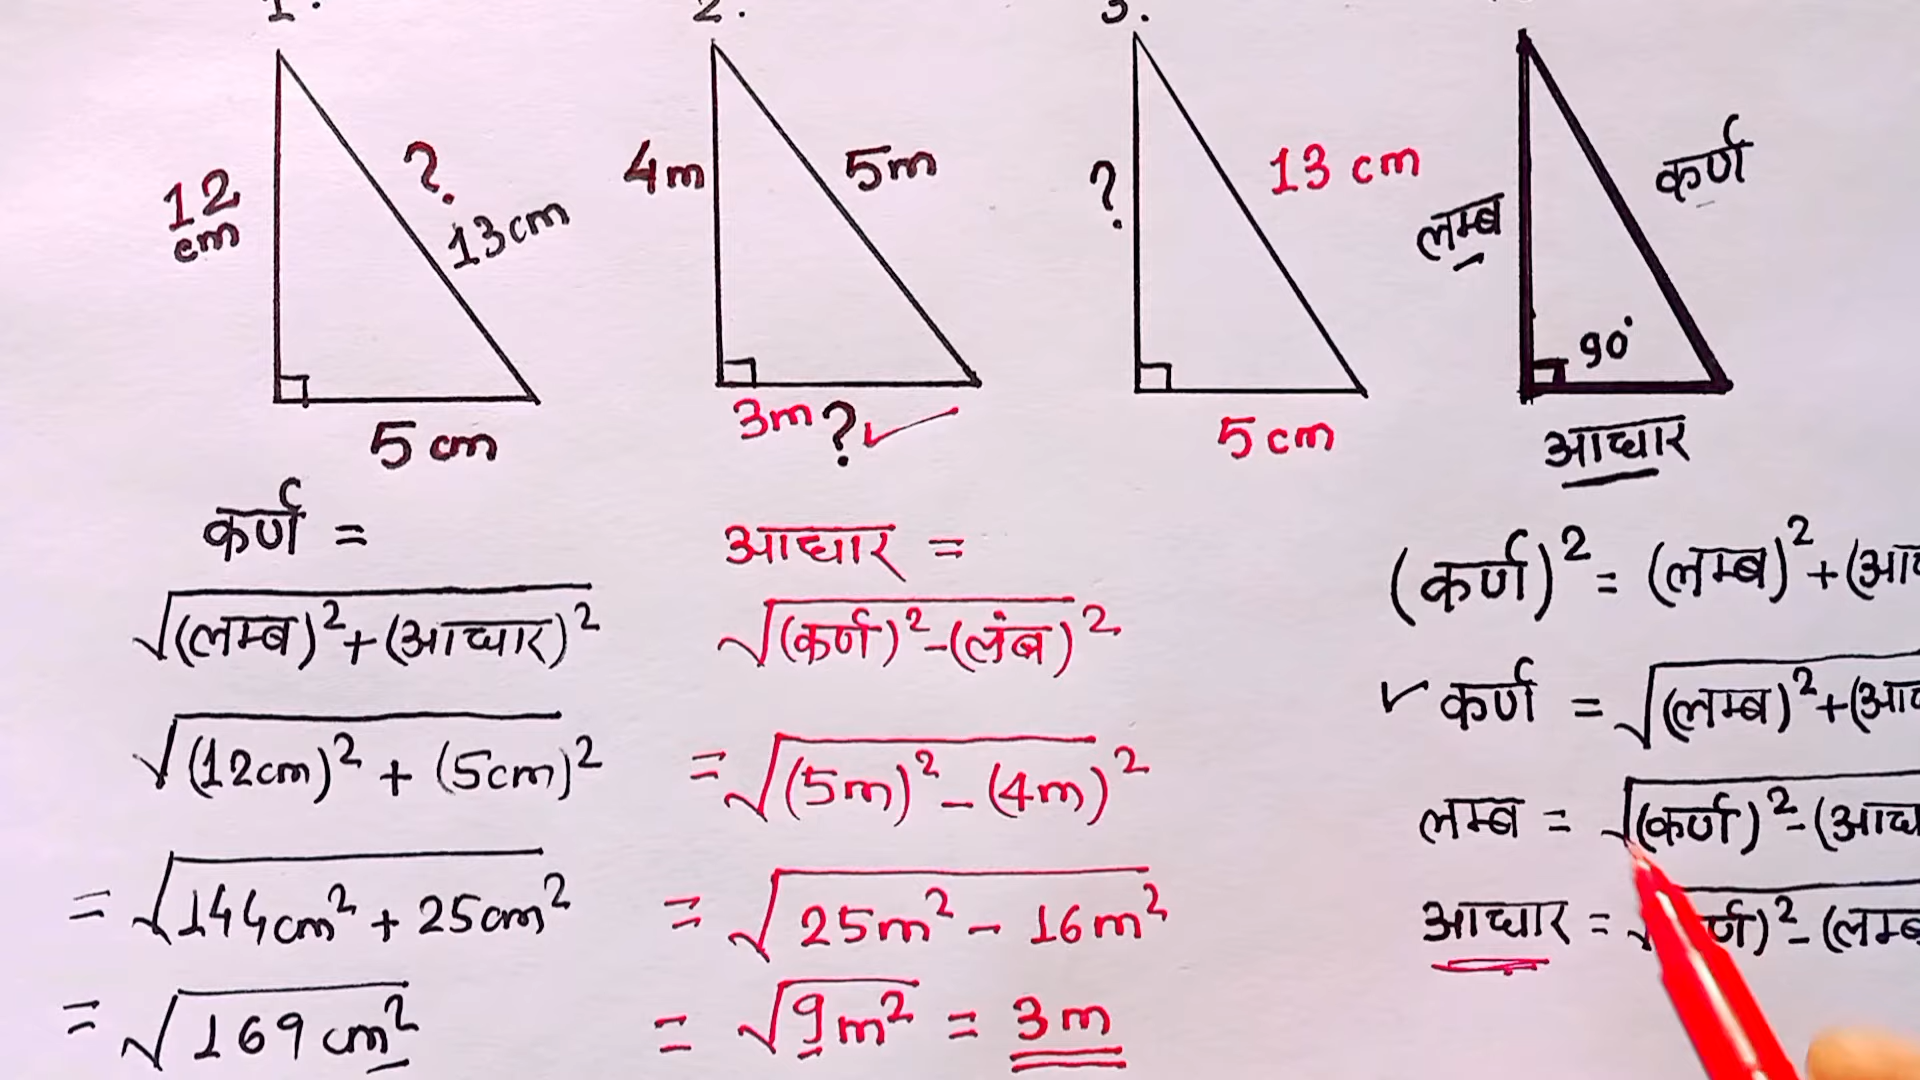 1.
2.
3.
12 cm
?
13cm
5 cm
4m
5m
3m ?
?
13 cm
5 cm
लम्ब
कर्ण
90°
आधार
कर्ण =
√(लम्ब)²+(आधार)²
√(12cm)² + (5cm)²
= √144cm² + 25cm²
= √169 cm²
आधार =
√(कर्ण)² -(लंब)²
= √(5m)² - (4m)²
= √25m² - 16m²
= √9m² = 3m
(कर्ण)² = (लम्ब)² + (आ
✓ कर्ण = √(लम्ब)² + (आ
लम्ब = √(कर्ण)² - (आध
आधार = √ र्ण)² - (लम्ब